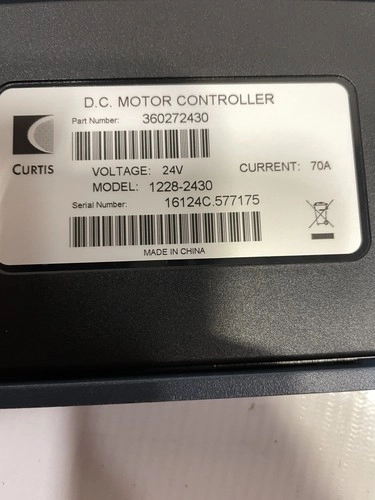 D.C. MOTOR CONTROLLER
Part Number: 360272430
CURTIS
VOLTAGE: 24V CURRENT: 70A
MODEL: 1228-2430
Serial Number: 16124C.577175
MADE IN CHINA